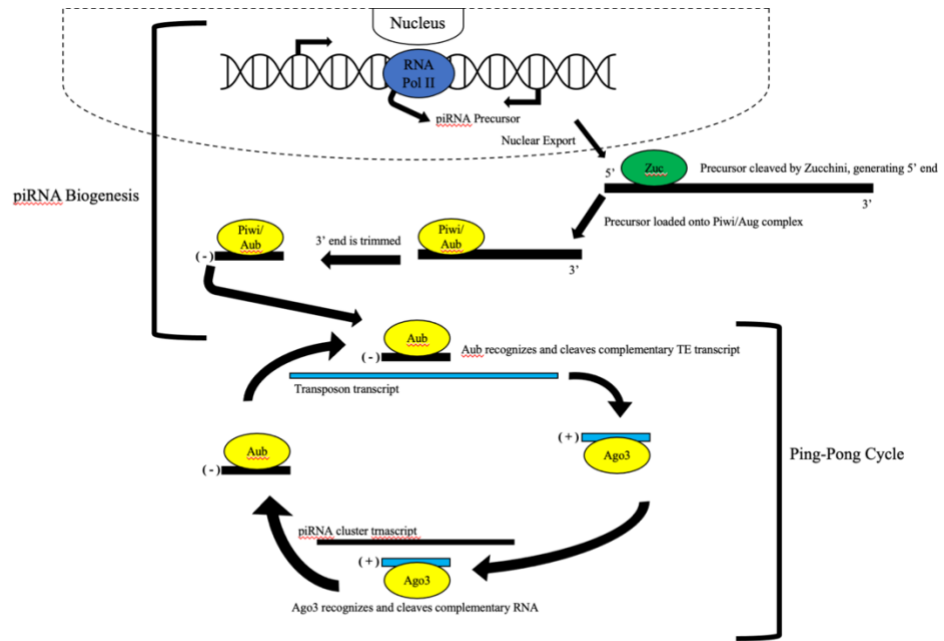 Nucleus
RNA
Pol II
piRNA Precursor
Nuclear Export
5’
Zuc
Precursor cleaved by Zucchini, generating 5’ end
3’
piRNA Biogenesis
Precursor loaded onto Piwi/Aug complex
Piwi/
Aub
3’ end is trimmed
Piwi/
Aub
(-)
3’
Aub
(-)
Aub recognizes and cleaves complementary TE transcript
Transposon transcript
(+)
Ago3
Aub
(-)
Ping-Pong Cycle
piRNA cluster trnascript
(+)
Ago3
Ago3 recognizes and cleaves complementary RNA